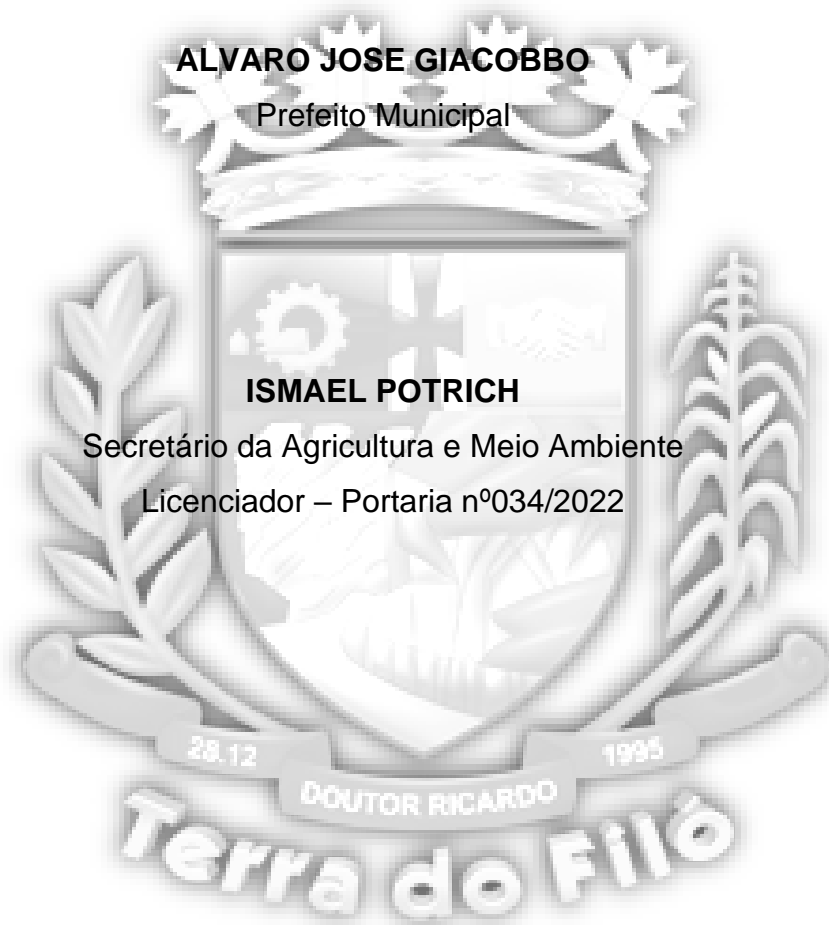 ALVARO JOSE GIACOBBO
Prefeito Municipal
ISMAEL POTRICH
Secretário da Agricultura e Meio Ambiente
Licenciador – Portaria nº034/2022
28.12
1995
DOUTOR RICARDO
Terra do Filó